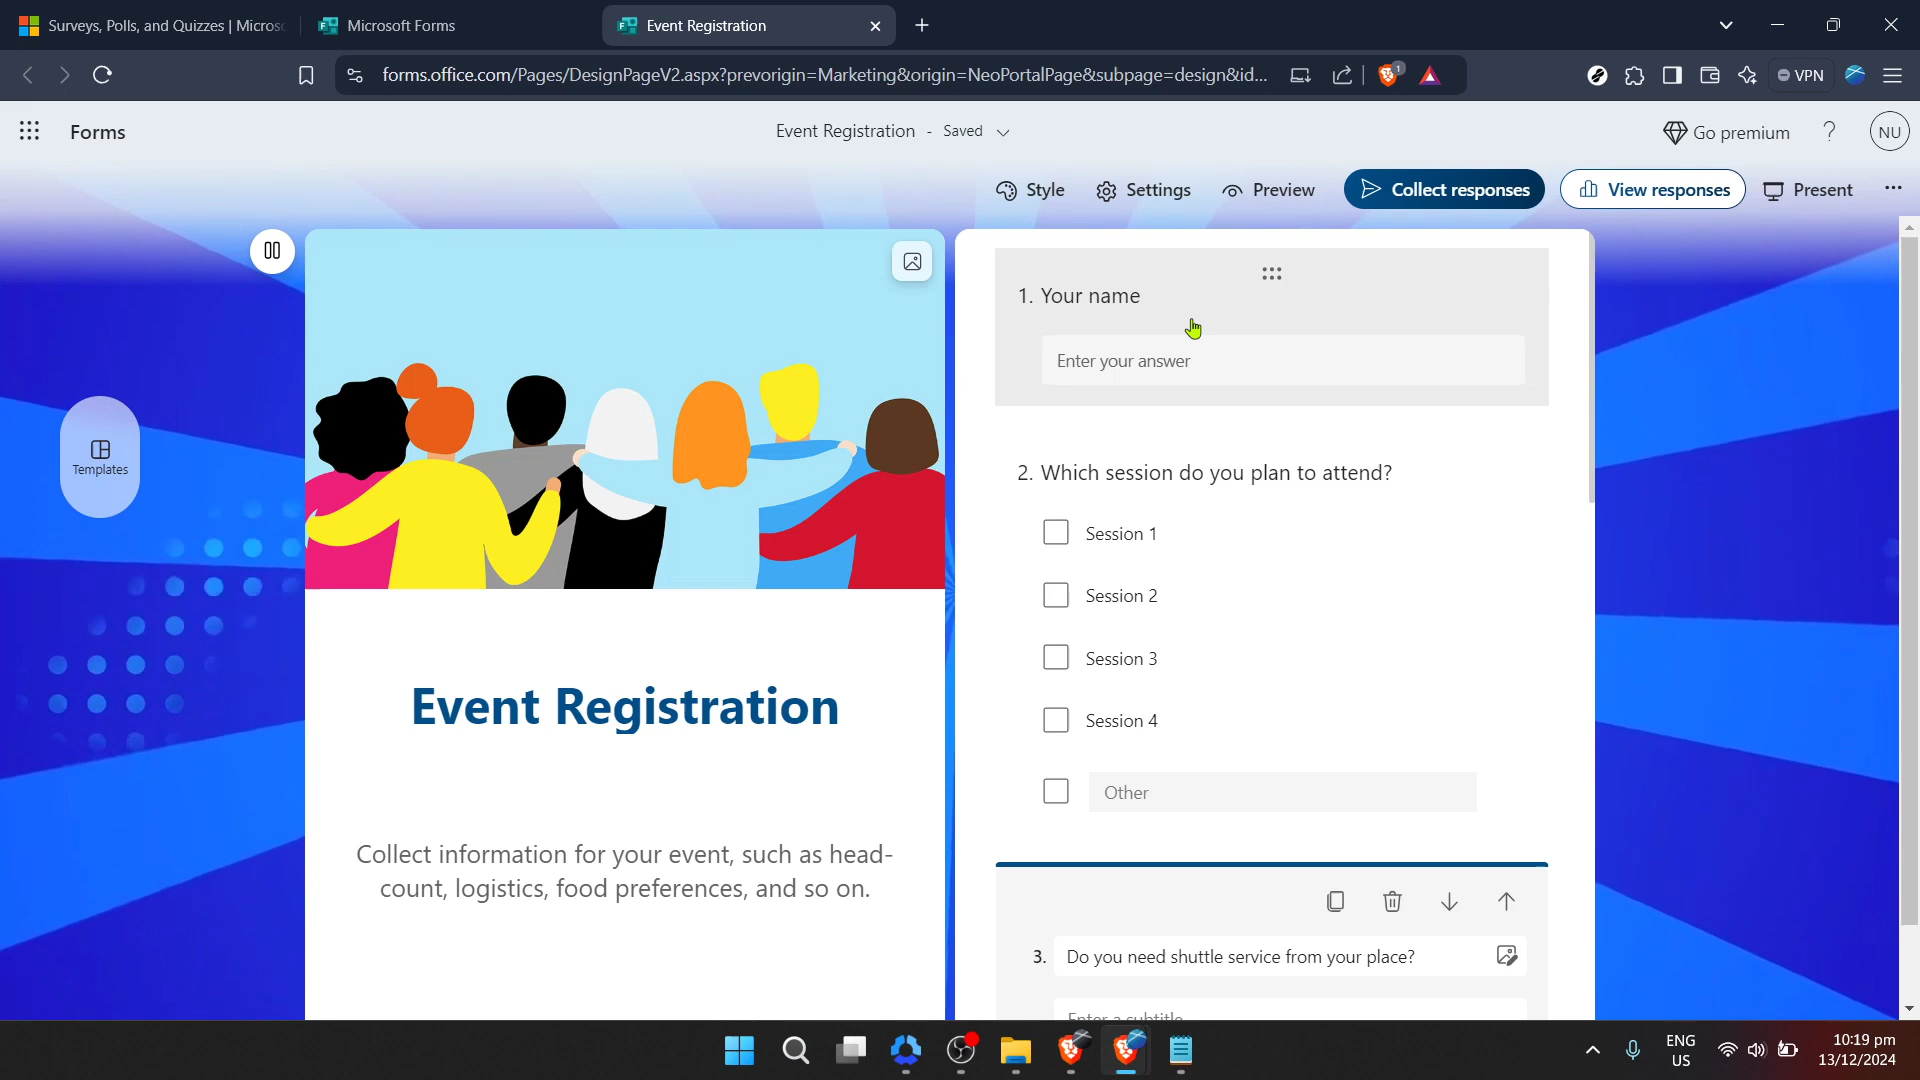 Surveys, Polls, and Quizzes | Micros
Microsoft Forms
Event Registration
forms.office.com/Pages/DesignPageV2.aspx?prevorigin=Marketing&origin=NeoPortalPage&subpage=design&id...
1
VPN
Forms
Event Registration - Saved
Go premium
?
NU
Style
Settings
Preview
Collect responses
View responses
Present
Templates
Event Registration
Collect information for your event, such as head-
count, logistics, food preferences, and so on.
1. Your name
Enter your answer
2. Which session do you plan to attend?
Session 1
Session 2
Session 3
Session 4
Other
3. Do you need shuttle service from your place?
Enter a subtitle
ENG
US
10:19 pm
13/12/2024